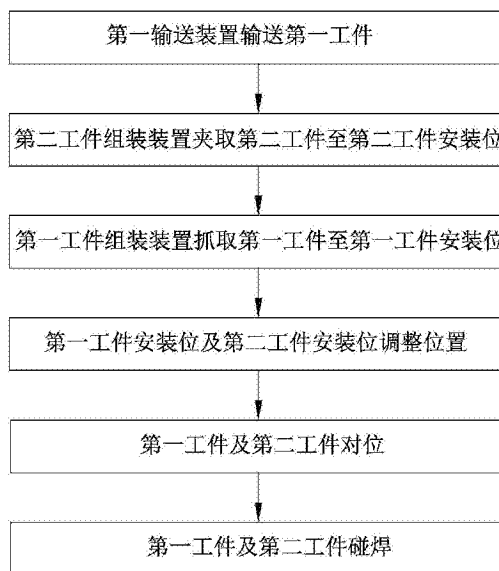 第一输送装置输送第一工件
第二工件组装装置夹取第二工件至第二工件安装位
第一工件组装装置抓取第一工件至第一工件安装位
第一工件安装位及第二工件安装位调整位置
第一工件及第二工件对位
第一工件及第二工件碰焊